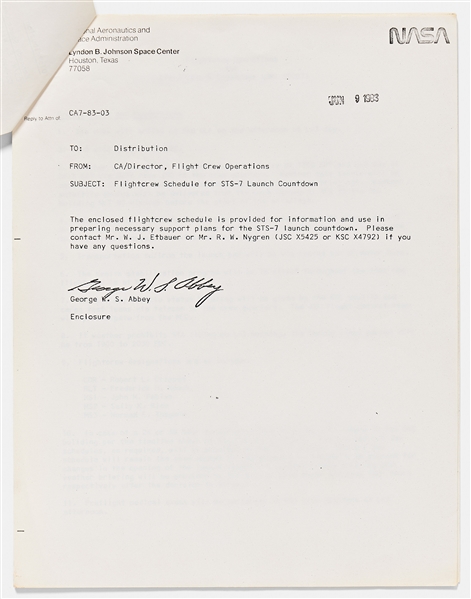 nal Aeronautics and
ce Administration
Lyndon B. Johnson Space Center
Houston, Texas
77058
NASA
JUN 9 1983
Reply to Attn of
CA7-83-03
TO: Distribution
FROM: CA/Director, Flight Crew Operations
SUBJECT: Flightcrew Schedule for STS-7 Launch Countdown
The enclosed flightcrew schedule is provided for information and use in
preparing necessary support plans for the STS-7 launch countdown. Please
contact Mr. W. J. Etbauer or Mr. R. W. Nygren (JSC X5425 or KSC X4792) if you
have any questions.
George W. S. Abbey
George W. S. Abbey
Enclosure